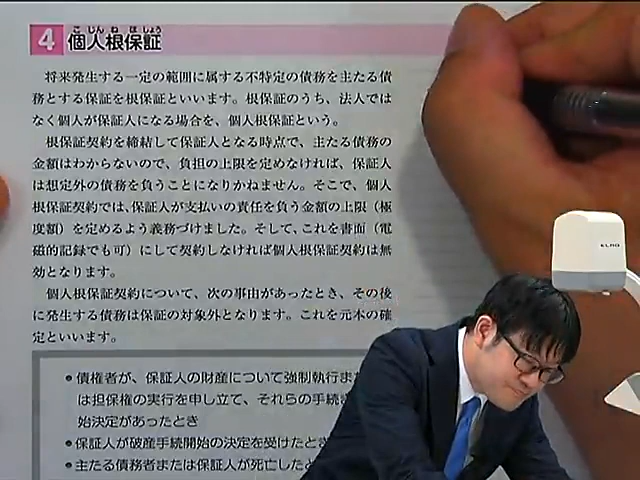 4 個人根保証
こじんねほしょう
将来発生する一定の範囲に属する不特定の債務を主たる債
務とする保証を根保証といいます。根保証のうち、法人では
なく個人が保証人になる場合を、個人根保証という。
根保証契約を締結して保証人となる時点で、主たる債務の
金額はわからないので、負担の上限を定めなければ、保証人
は想定外の債務を負うことになりかねません。そこで、個人
根保証契約では、保証人が支払いの責任を負う金額の上限（極
度額）を定めるよう義務づけました。そして、これを書面（電
磁的記録でも可）にして契約しなければ個人根保証契約は無
効となります。
個人根保証契約について、次の事由があったとき、その後
に発生する債務は保証の対象外となります。これを元本の確
定といいます。
●債権者が、保証人の財産について強制執行また
は担保権の実行を申し立て、それらの手続き
始決定があったとき
●保証人が破産手続開始の決定を受けたとき
●主たる債務者または保証人が死亡したと
ELMO